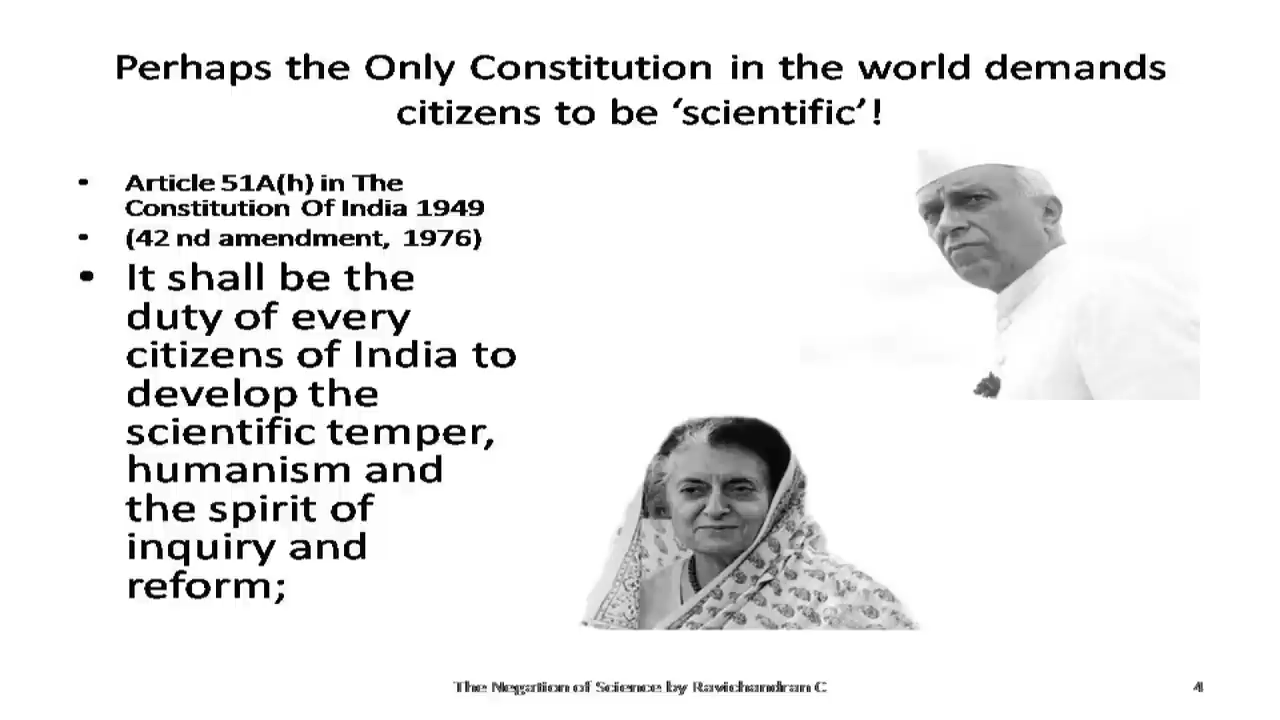 Perhaps the Only Constitution in the world demands
citizens to be ‘scientific’!
• Article 51A(h) in The
Constitution Of India 1949
• (42 nd amendment, 1976)
• It shall be the
duty of every
citizens of India to
develop the
scientific temper,
humanism and
the spirit of
inquiry and
reform;
The Negation of Science by Ravichandran C
4